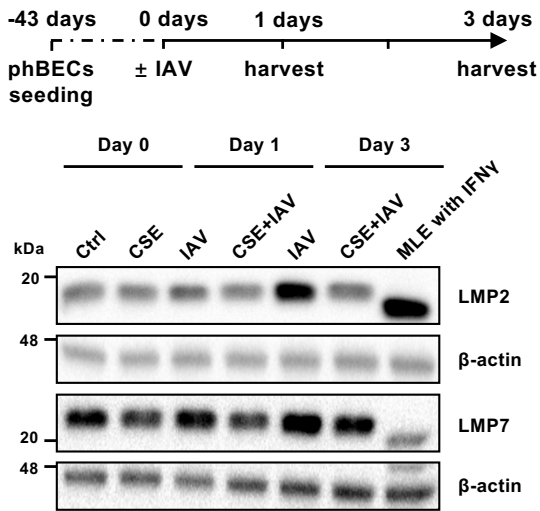 -43 days 0 days 1 days 3 days
phBECs ± IAV harvest harvest
seeding
Day 0 Day 1 Day 3
kDa Ctrl CSE IAV CSE+IAV IAV CSE+IAV MLE with IFNγ
20 LMP2
48 β-actin
LMP7
20
48 β-actin